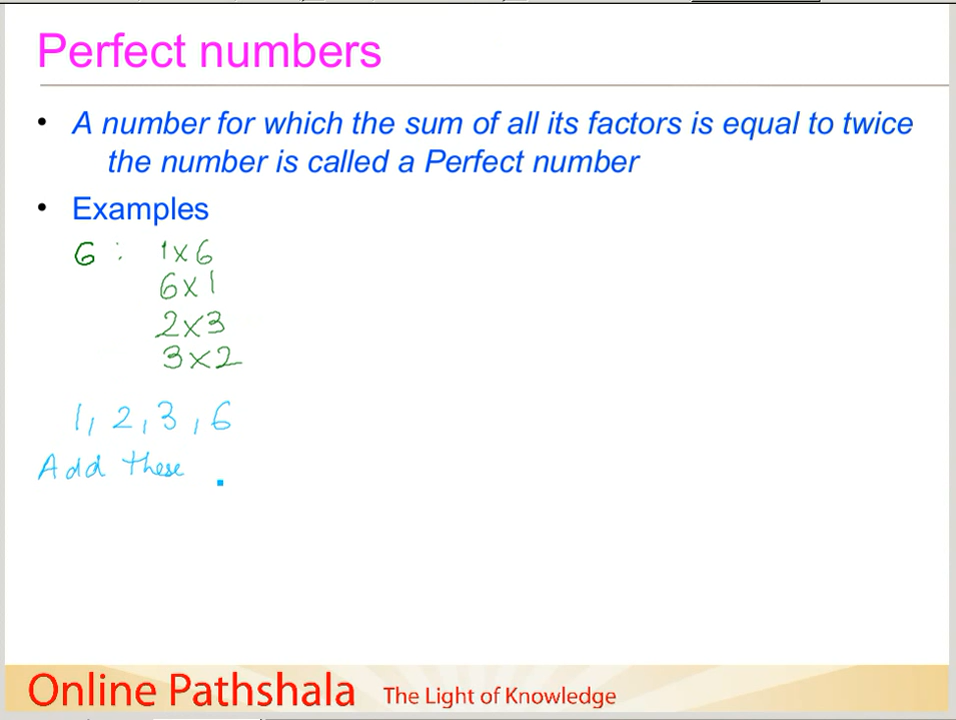 Perfect numbers
• A number for which the sum of all its factors is equal to twice
the number is called a Perfect number
• Examples
6 : 1×6
6×1
2×3
3×2
1, 2, 3, 6
Add these
Online Pathshala The Light of Knowledge